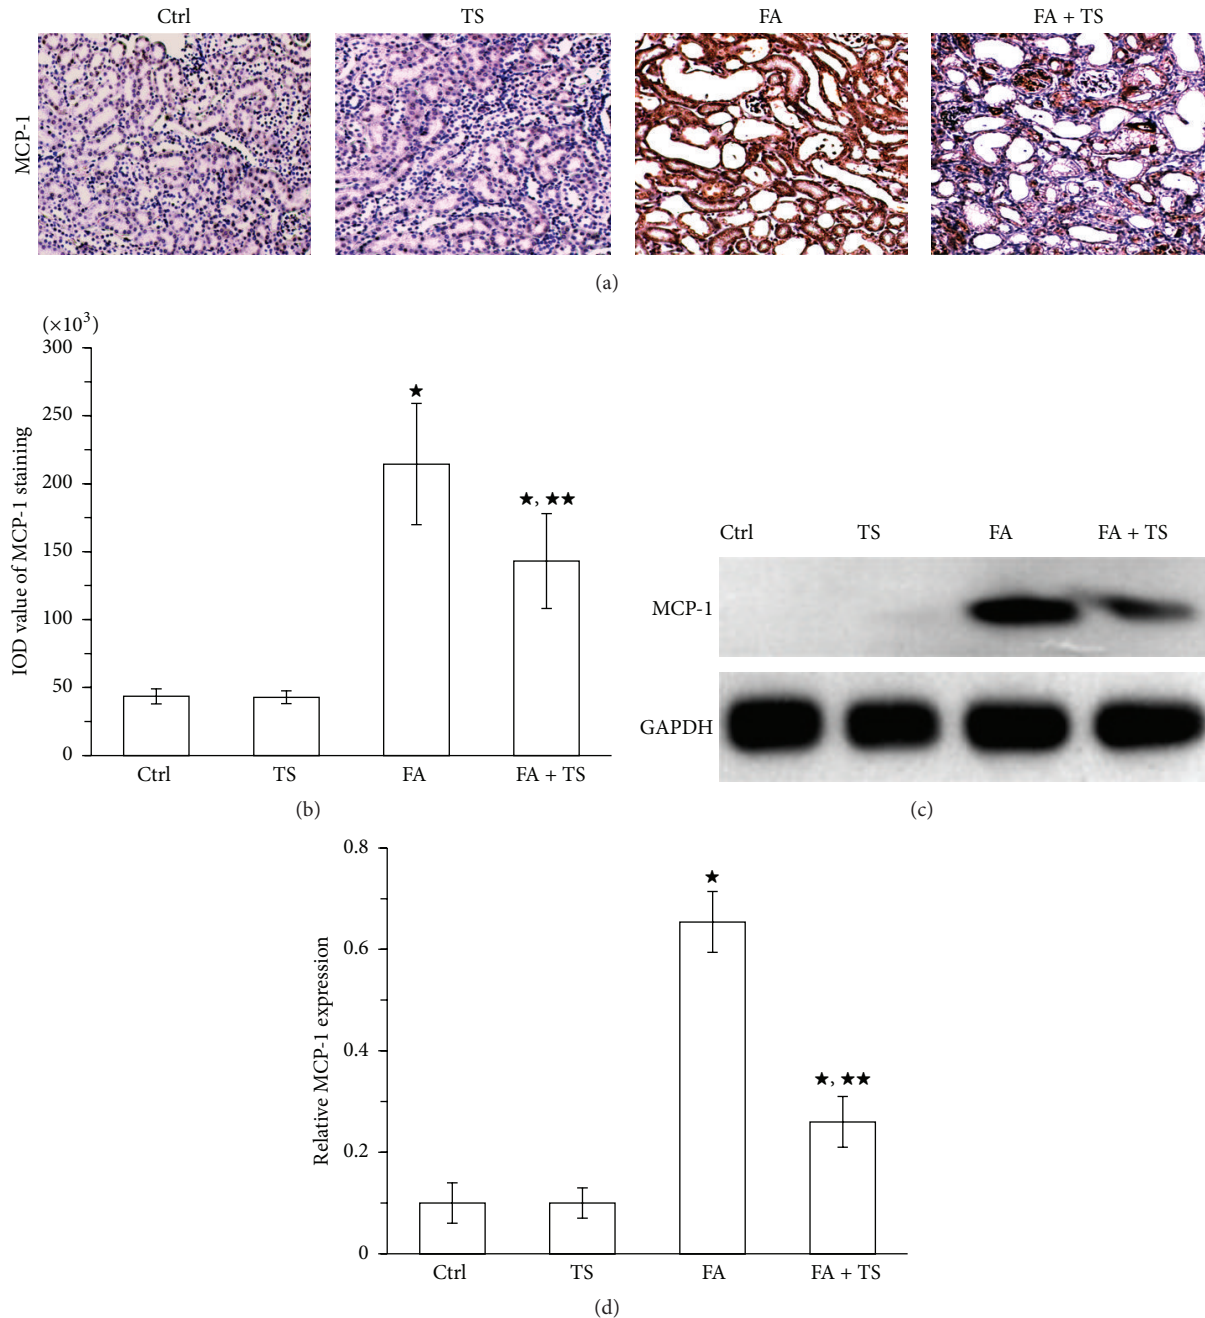 Ctrl TS FA FA + TS
MCP-1
(a)
(×10³)
300
250
200
150
100
50
0
IOD value of MCP-1 staining
★
★, ★★
Ctrl TS FA FA + TS
(b)
Ctrl TS FA FA + TS
MCP-1
GAPDH
(c)
0.8
0.6
0.4
0.2
0
Relative MCP-1 expression
★
★, ★★
Ctrl TS FA FA + TS
(d)